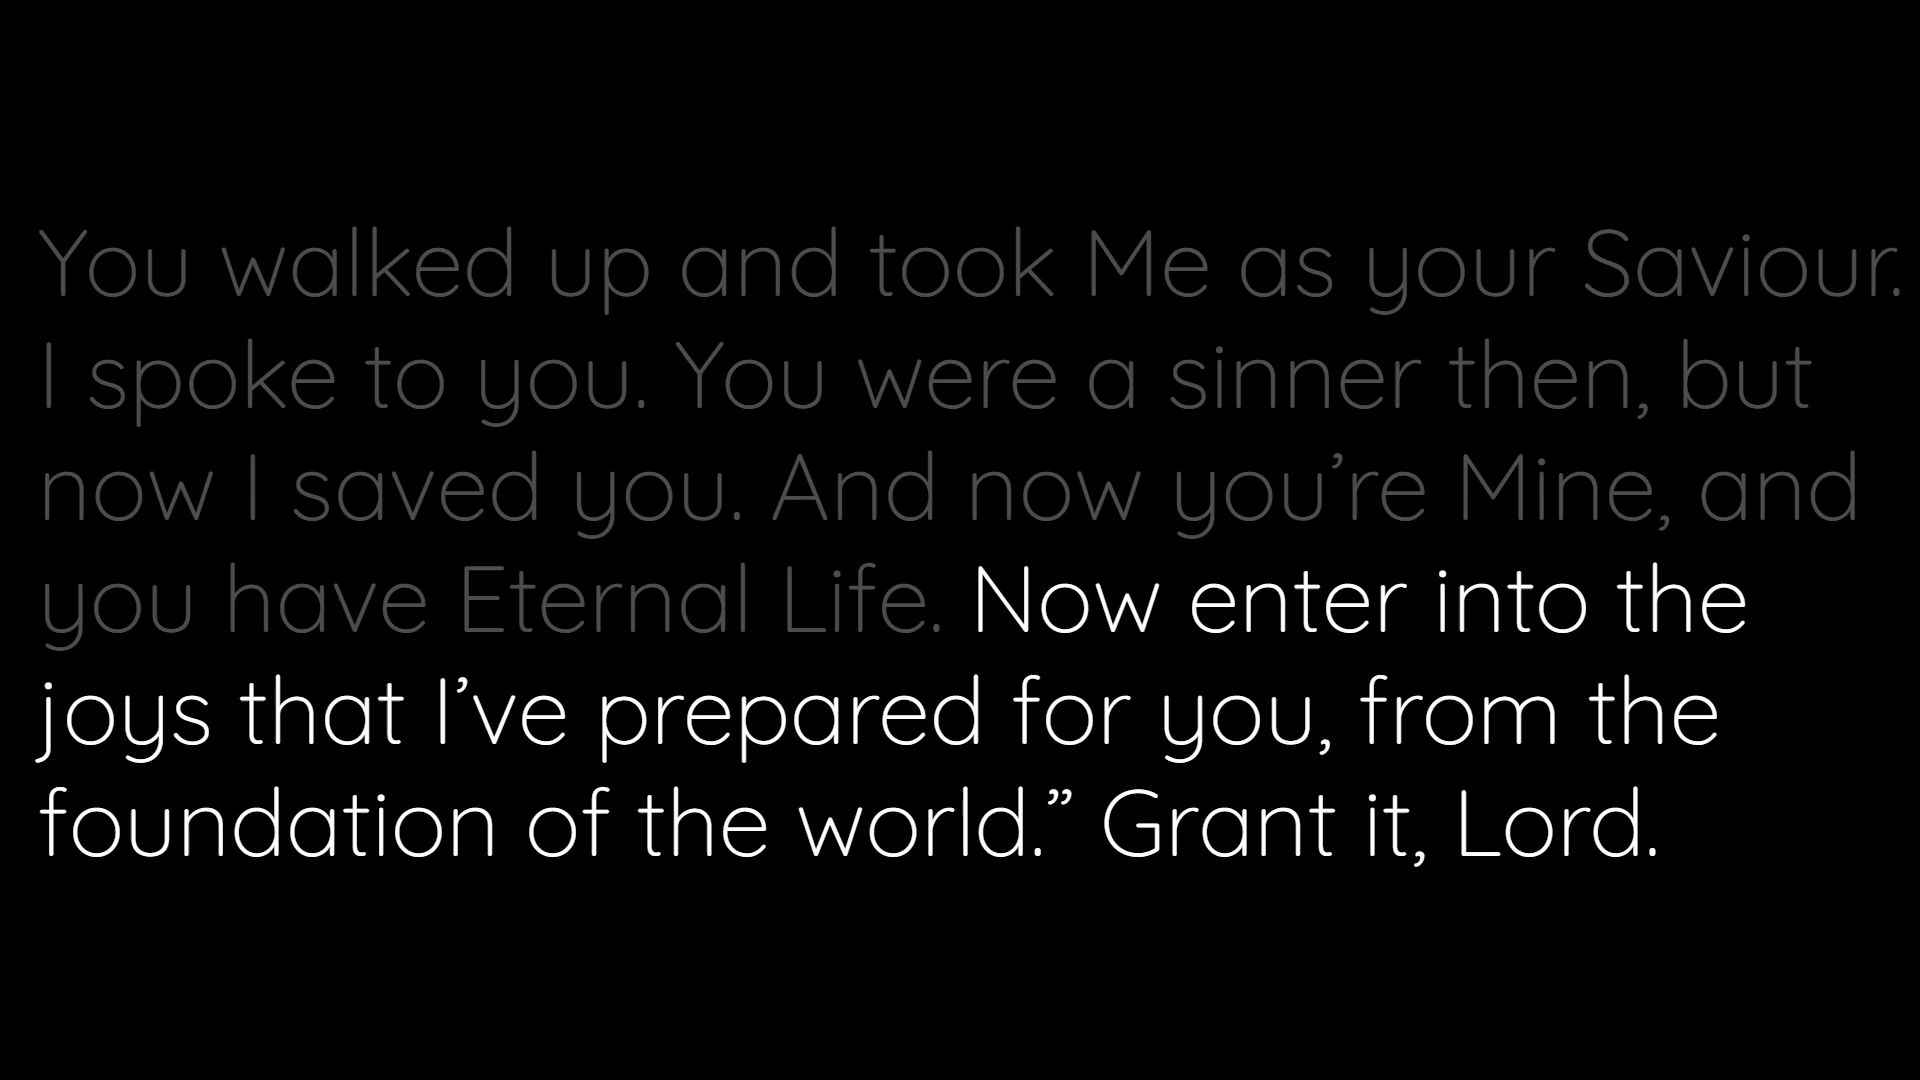 You walked up and took Me as your Saviour.
I spoke to you. You were a sinner then, but
now I saved you. And now you’re Mine, and
you have Eternal Life. Now enter into the
joys that I’ve prepared for you, from the
foundation of the world.” Grant it, Lord.